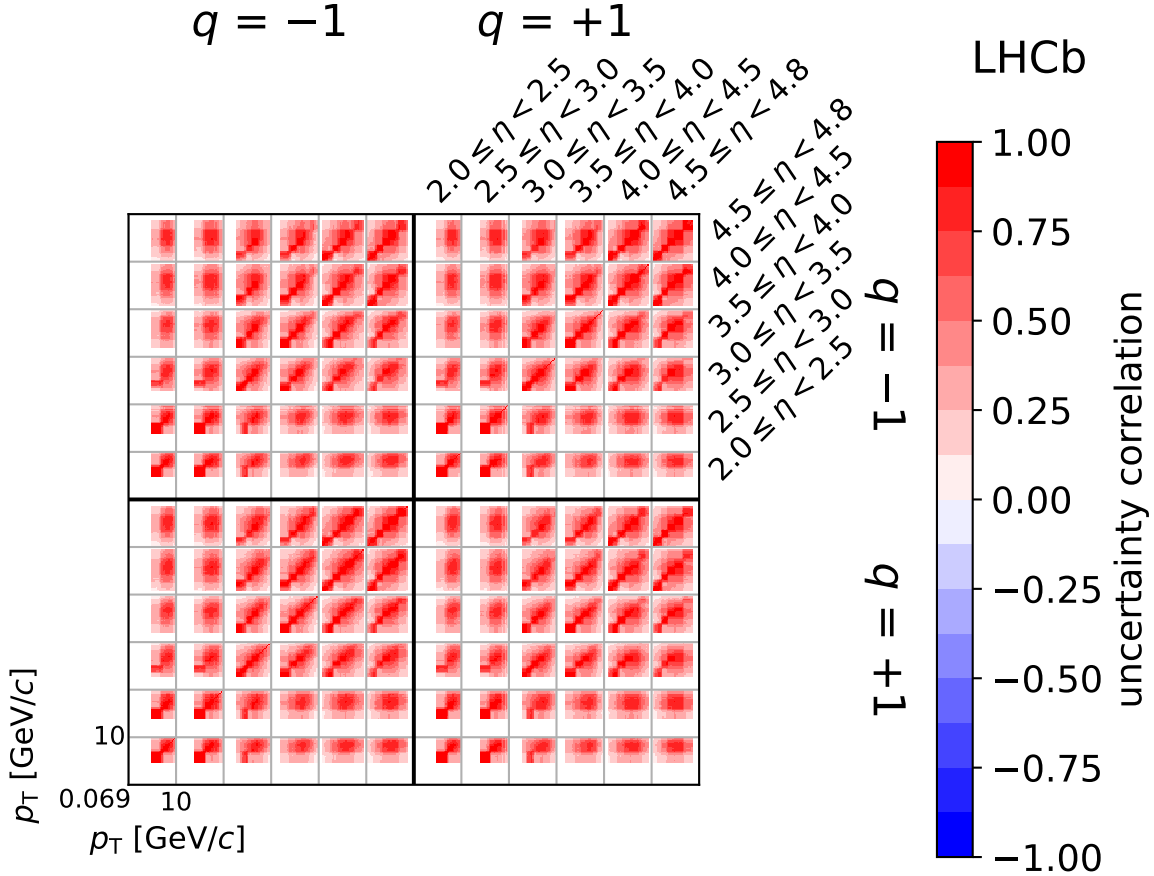 q = −1
q = +1
LHCb
2.0 ≤ η < 2.5
2.5 ≤ η < 3.0
3.0 ≤ η < 3.5
3.5 ≤ η < 4.0
4.0 ≤ η < 4.5
4.5 ≤ η < 4.8
4.5 ≤ η < 4.8
4.0 ≤ η < 4.5
3.5 ≤ η < 4.0
3.0 ≤ η < 3.5
2.5 ≤ η < 3.0
2.0 ≤ η < 2.5
q = −1
q = +1
1.00
0.75
0.50
0.25
0.00
−0.25
−0.50
−0.75
−1.00
uncertainty correlation
pT [GeV/c]
10
0.069
10
pT [GeV/c]